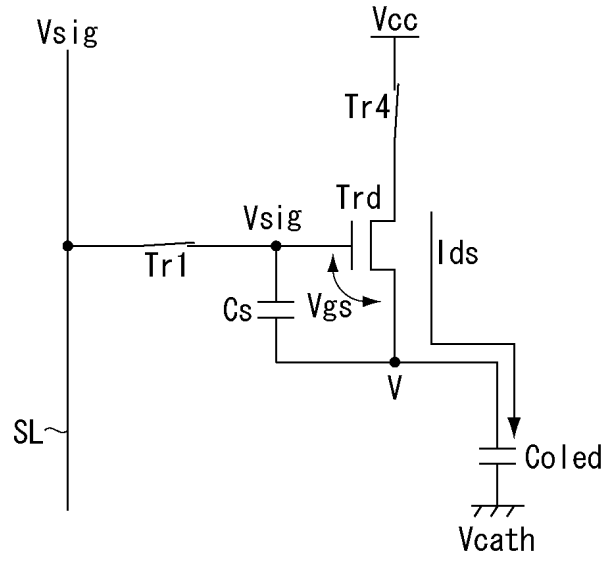 Vsig
Vcc
Tr4
Trd
Vsig
Ids
Tr1
Cs
Vgs
V
SL
Coled
Vcath